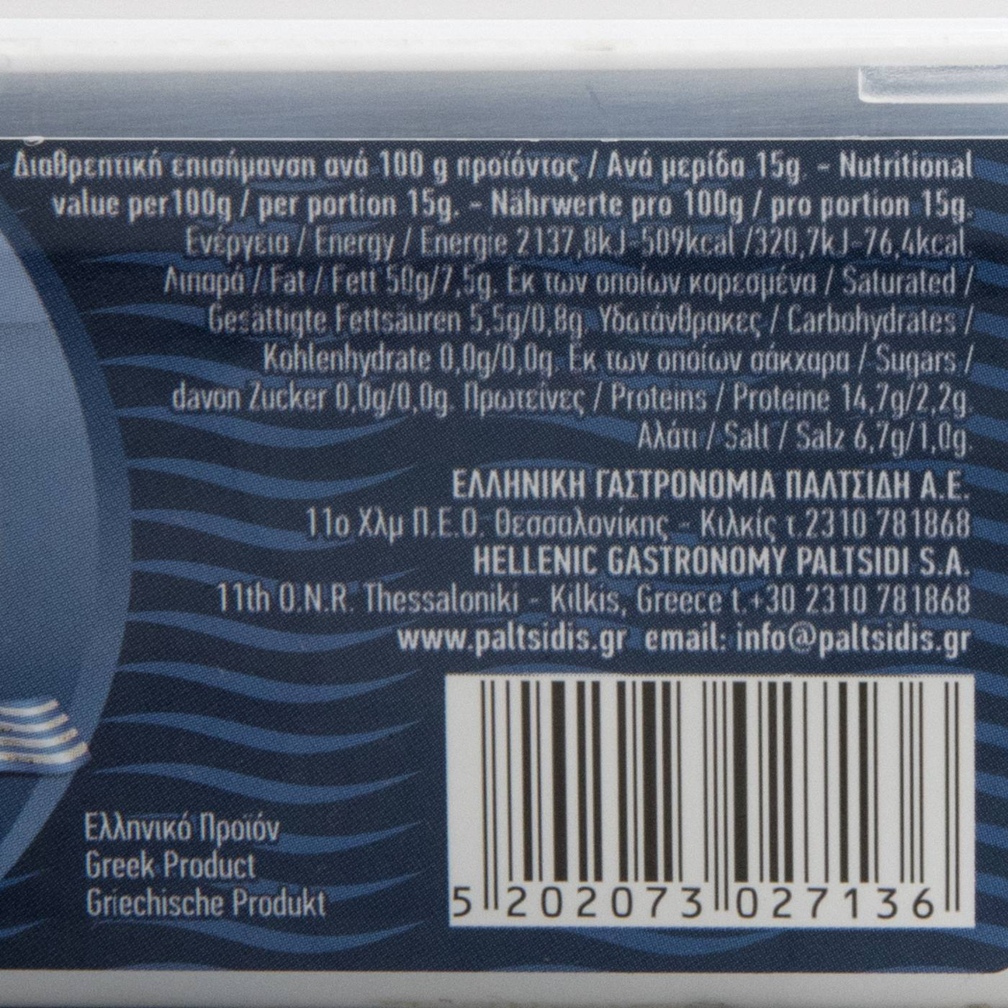 Διαθρεπτική επισήμανση ανά 100 g προϊόντος / Ανά μερίδα 15g. - Nutritional
value per100g / per portion 15g. - Nährwerte pro 100g / pro portion 15g.
Ενέργεια / Energy / Energie 2137,8kJ-509kcal /320,7kJ-76,4kcal.
Λιπαρά / Fat / Fett 50g/7,5g. Εκ των οποίων κορεσμένα / Saturated /
Gesättigte Fettsäuren 5,5g/0,8g. Υδατάνθρακες / Carbohydrates /
Kohlenhydrate 0,0g/0,0g. Εκ των οποίων σάκχαρα / Sugars /
davon Zucker 0,0g/0,0g. Πρωτείνες / Proteins / Proteine 14,7g/2,2g.
Αλάτι / Salt / Salz 6,7g/1,0g.
ΕΛΛΗΝΙΚΗ ΓΑΣΤΡΟΝΟΜΙΑ ΠΑΛΤΣΙΔΗ Α.Ε.
11ο Χλμ Π.Ε.Ο. Θεσσαλονίκης - Κιλκίς τ.2310 781868
HELLENIC GASTRONOMY PALTSIDI S.A.
11th O.N.R. Thessaloniki - Kilkis, Greece t.+30 2310 781868
www.paltsidis.gr email: info@paltsidis.gr
Ελληνικό Προϊόν
Greek Product
Griechische Produkt
5 202073 027136